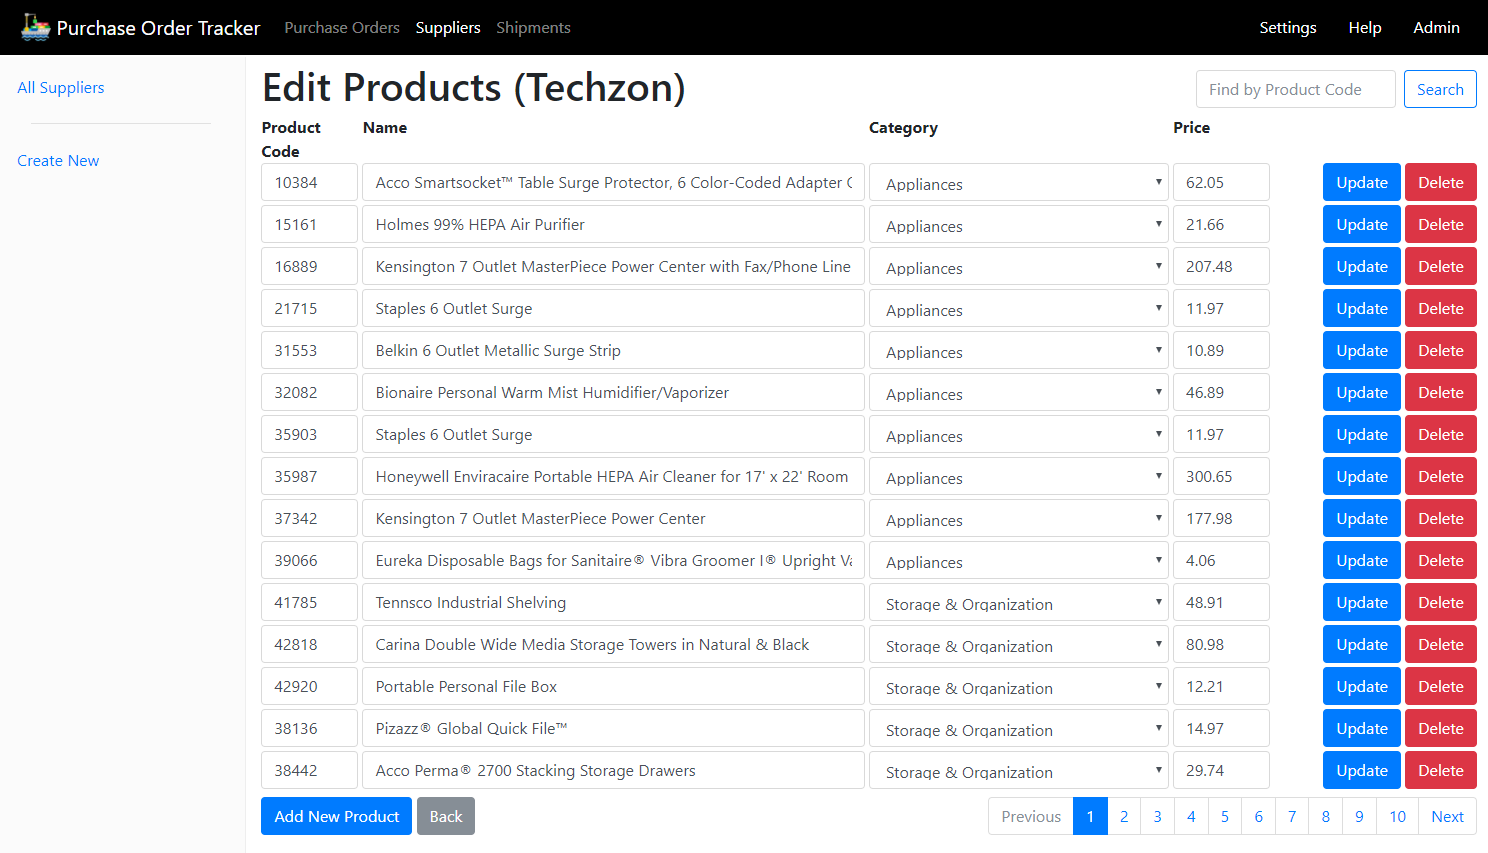 Purchase Order Tracker Purchase Orders Suppliers Shipments Settings Help Admin
All Suppliers
Create New
Edit Products (Techzon) Find by Product Code Search
Product Code Name Category Price
10384 Acco Smartsocket™ Table Surge Protector, 6 Color-Coded Adapter Appliances 62.05 Update Delete
15161 Holmes 99% HEPA Air Purifier Appliances 21.66 Update Delete
16889 Kensington 7 Outlet MasterPiece Power Center with Fax/Phone Line Appliances 207.48 Update Delete
21715 Staples 6 Outlet Surge Appliances 11.97 Update Delete
31553 Belkin 6 Outlet Metallic Surge Strip Appliances 10.89 Update Delete
32082 Bionaire Personal Warm Mist Humidifier/Vaporizer Appliances 46.89 Update Delete
35903 Staples 6 Outlet Surge Appliances 11.97 Update Delete
35987 Honeywell Enviracaire Portable HEPA Air Cleaner for 17' x 22' Room Appliances 300.65 Update Delete
37342 Kensington 7 Outlet MasterPiece Power Center Appliances 177.98 Update Delete
39066 Eureka Disposable Bags for Sanitaire® Vibra Groomer I® Upright Appliances 4.06 Update Delete
41785 Tennsco Industrial Shelving Storage & Organization 48.91 Update Delete
42818 Carina Double Wide Media Storage Towers in Natural & Black Storage & Organization 80.98 Update Delete
42920 Portable Personal File Box Storage & Organization 12.21 Update Delete
38136 Pizazz® Global Quick File™ Storage & Organization 14.97 Update Delete
38442 Acco Perma® 2700 Stacking Storage Drawers Storage & Organization 29.74 Update Delete
Add New Product Back Previous 1 2 3 4 5 6 7 8 9 10 Next